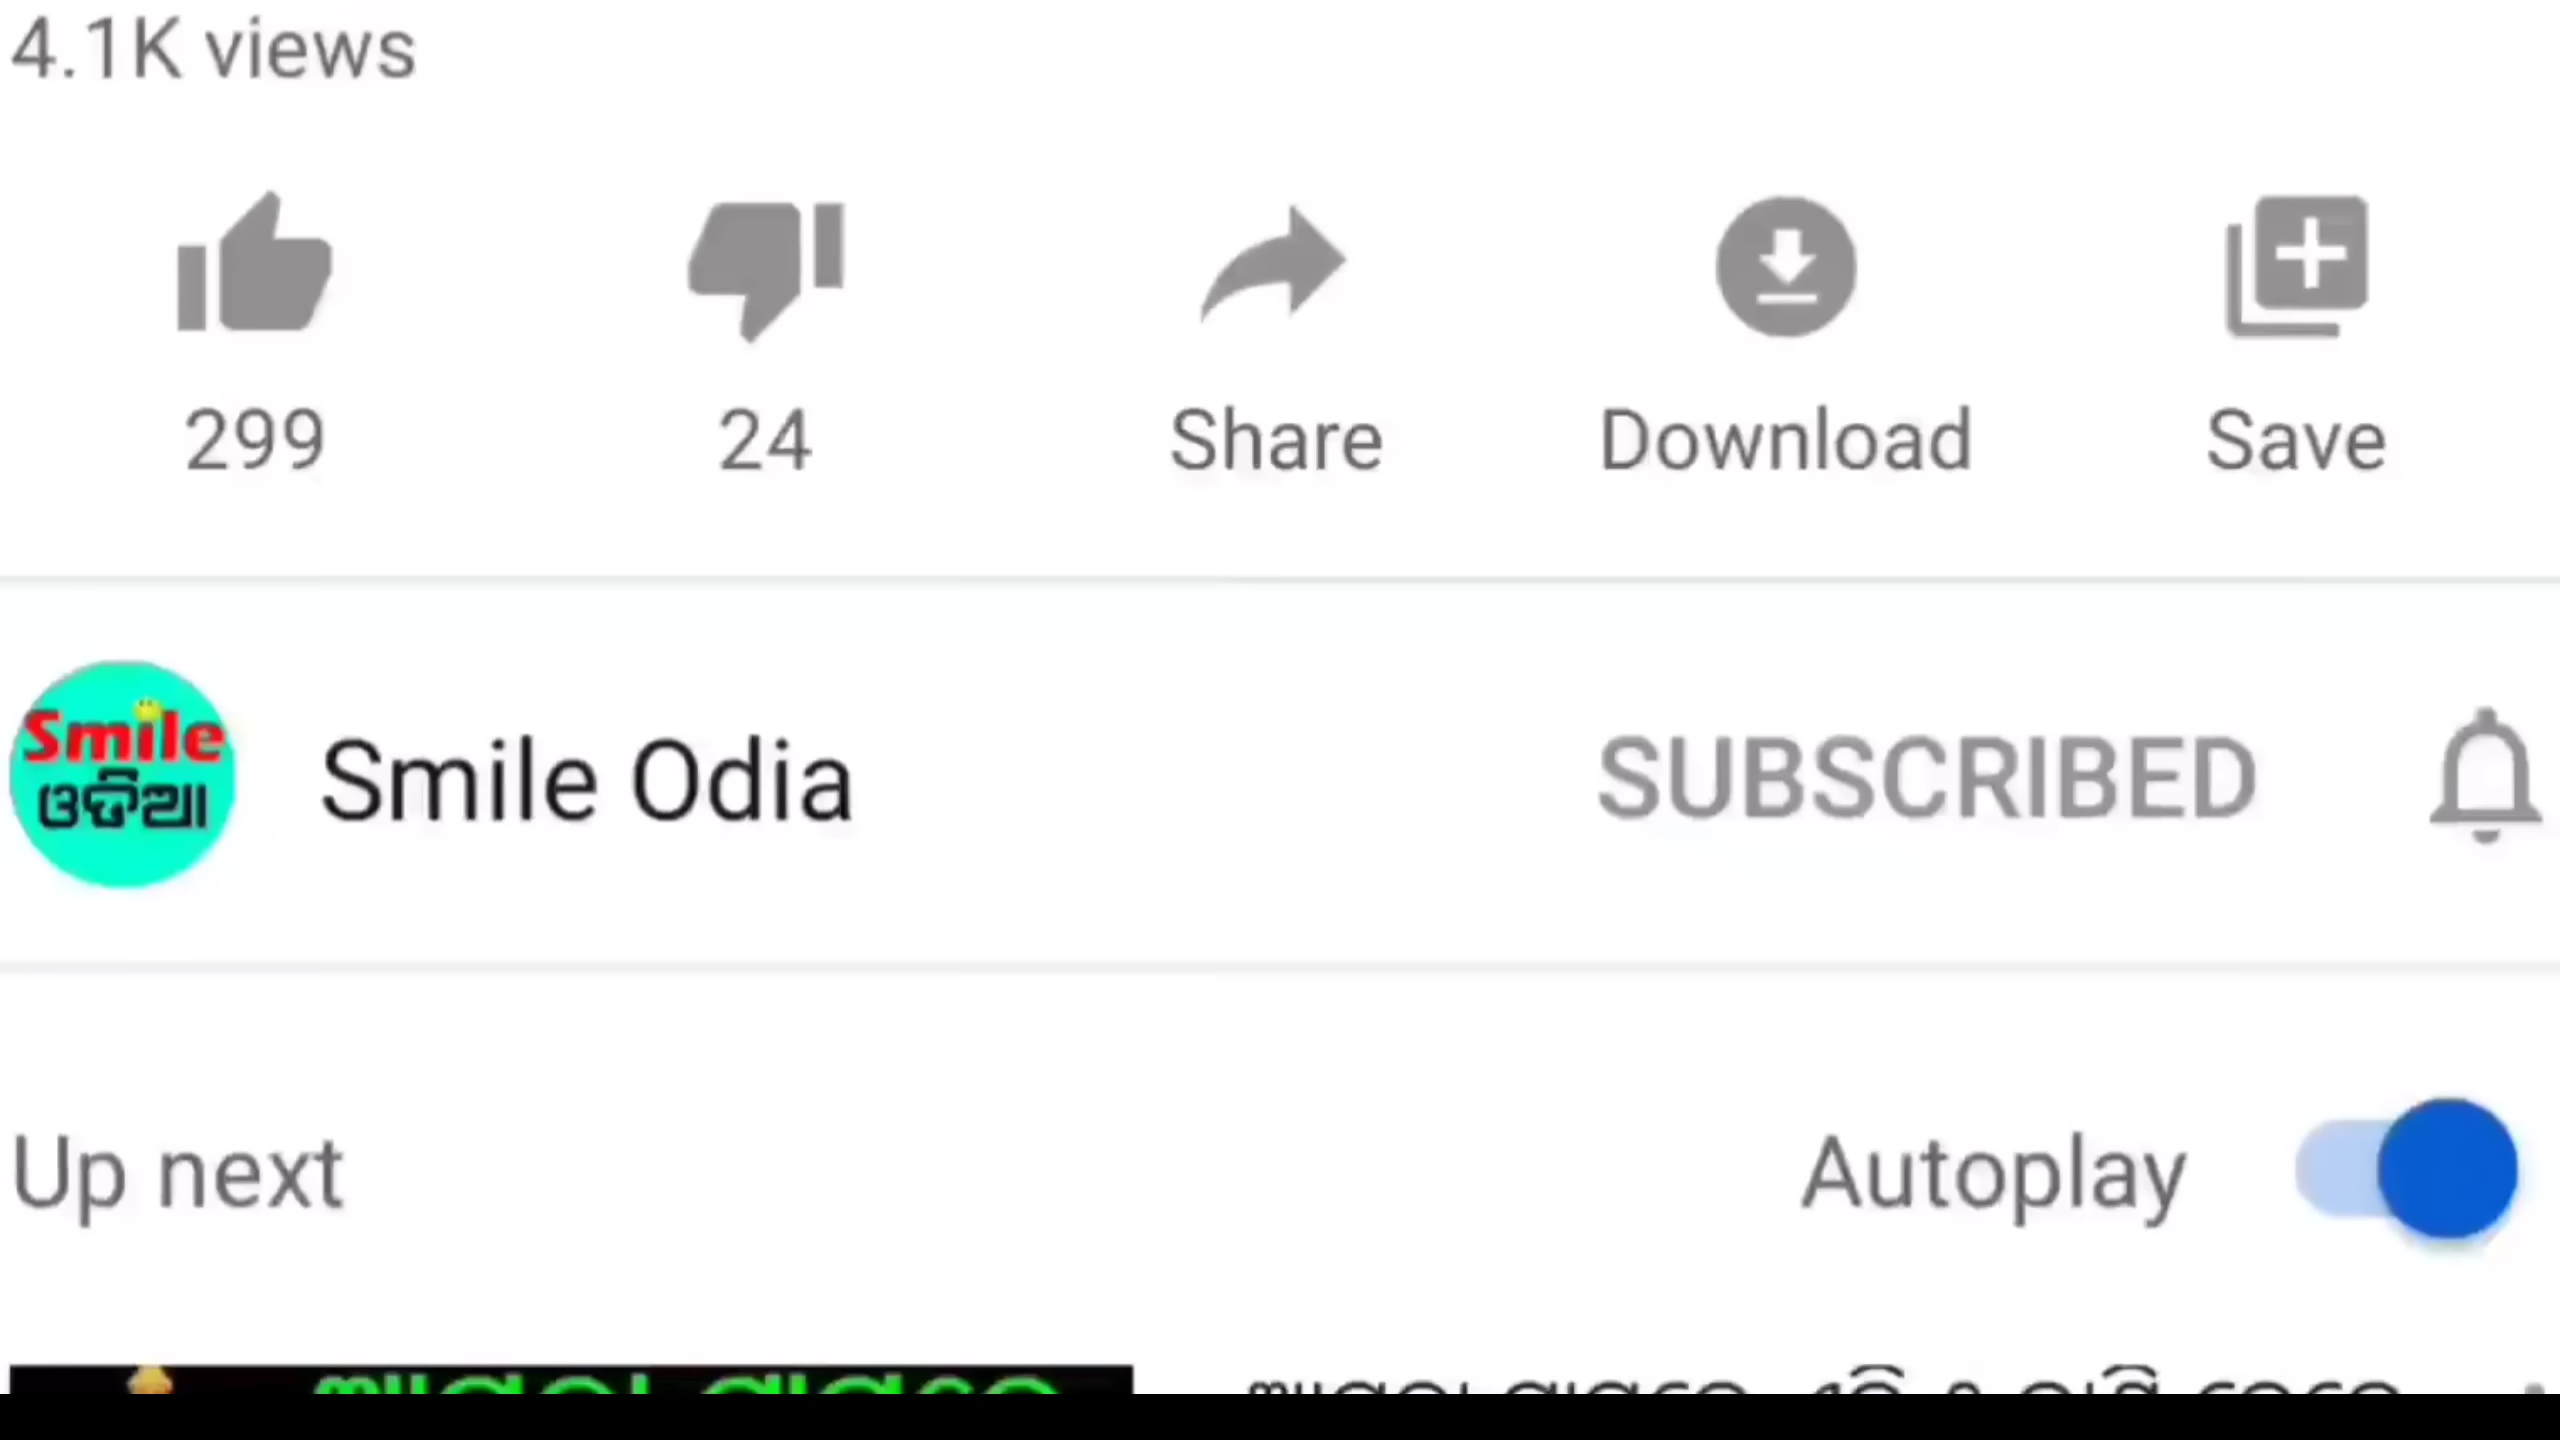 4.1K views
299 24 Share Download Save
Smile
ଓଡିଆ
Smile Odia SUBSCRIBED
Up next Autoplay